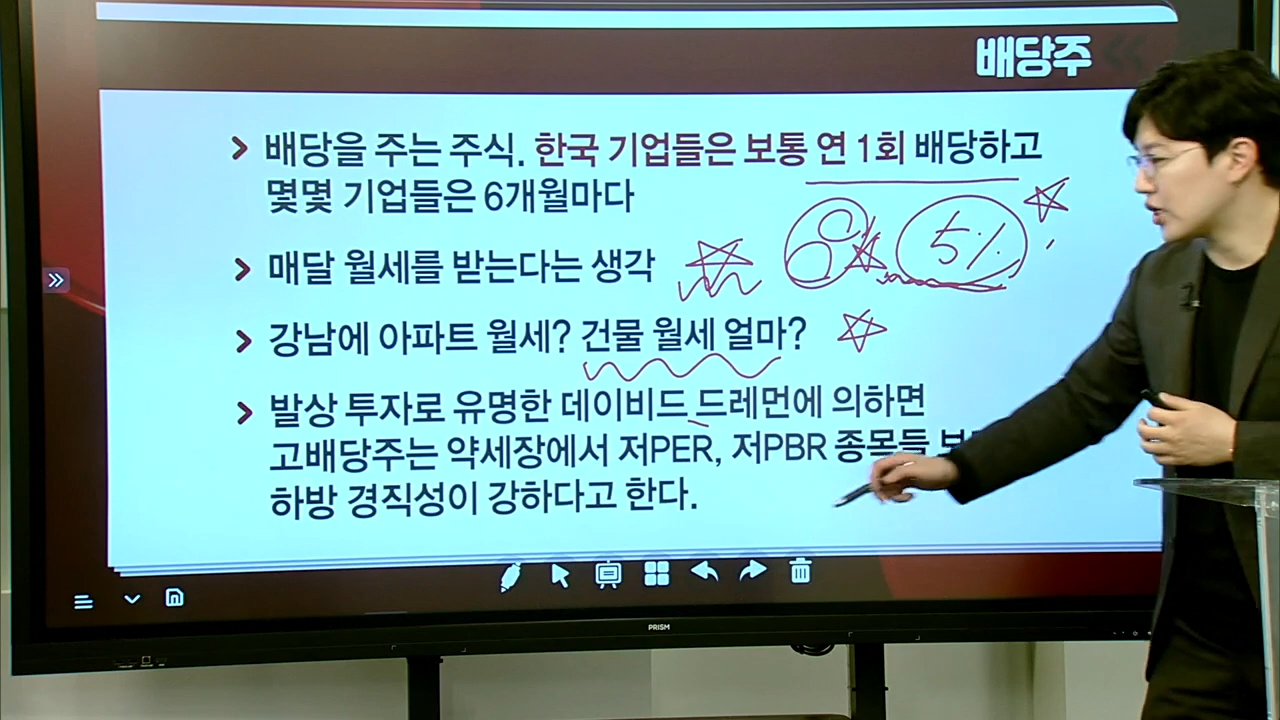 배당주
배당을 주는 주식. 한국 기업들은 보통 연 1회 배당하고
몇몇 기업들은 6개월마다
매달 월세를 받는다는 생각
5%
강남에 아파트 월세? 건물 월세 얼마?
발상 투자로 유명한 데이비드 드레먼에 의하면
고배당주는 약세장에서 저PER, 저PBR 종목들
하방 경직성이 강하다고 한다.
PRISM